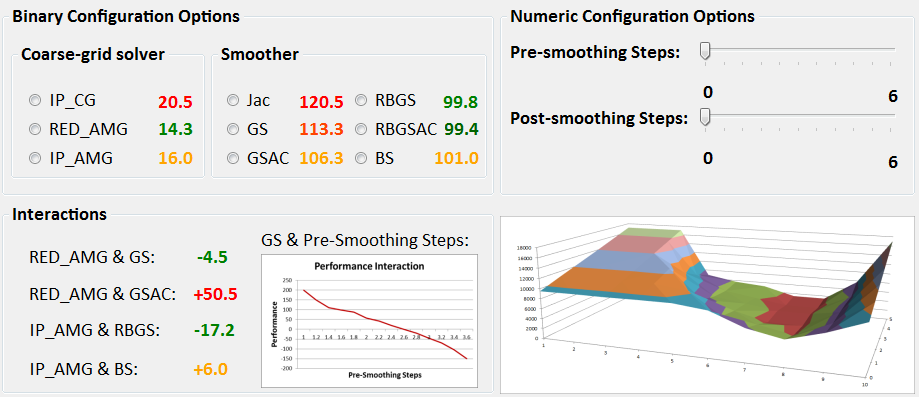 Binary Configuration Options
Coarse-grid solver
IP_CG 20.5
RED_AMG 14.3
IP_AMG 16.0
Smoother
Jac 120.5 RBGS 99.8
GS 113.3 RBGSAC 99.4
GSAC 106.3 BS 101.0
Numeric Configuration Options
Pre-smoothing Steps:
0 6
Post-smoothing Steps:
0 6
Interactions
RED_AMG & GS: -4.5
RED_AMG & GSAC: +50.5
IP_AMG & RBGS: -17.2
IP_AMG & BS: +6.0
GS & Pre-Smoothing Steps:
Performance Interaction
Performance
250
200
150
100
50
0
-50
-100
-150
-200
1 1.2 1.4 1.6 1.8 2 2.2 2.4 2.6 2.8 3 3.2 3.4 3.6
Pre-Smoothing Steps
18000
16000
14000
12000
10000
8000
6000
4000
2000
0
1 2 3 4 5 6 7 8 9 10
5
4
3
2
1
0